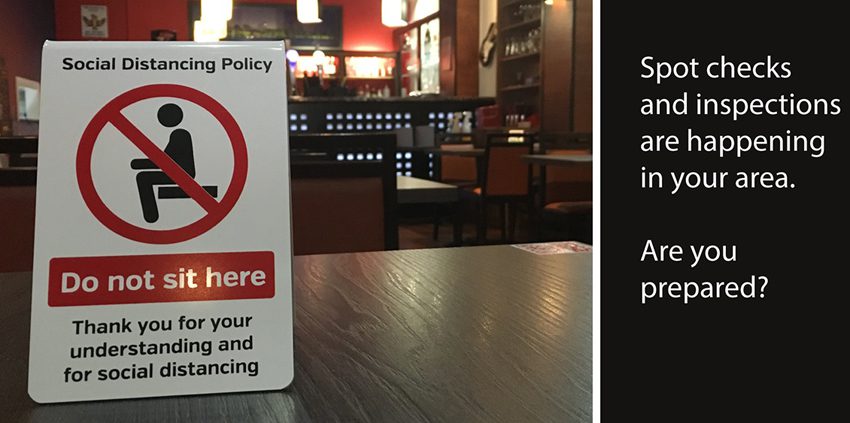 Social Distancing Policy
Do not sit here
Thank you for your
understanding and
for social distancing
Spot checks
and inspections
are happening
in your area.
Are you
prepared?